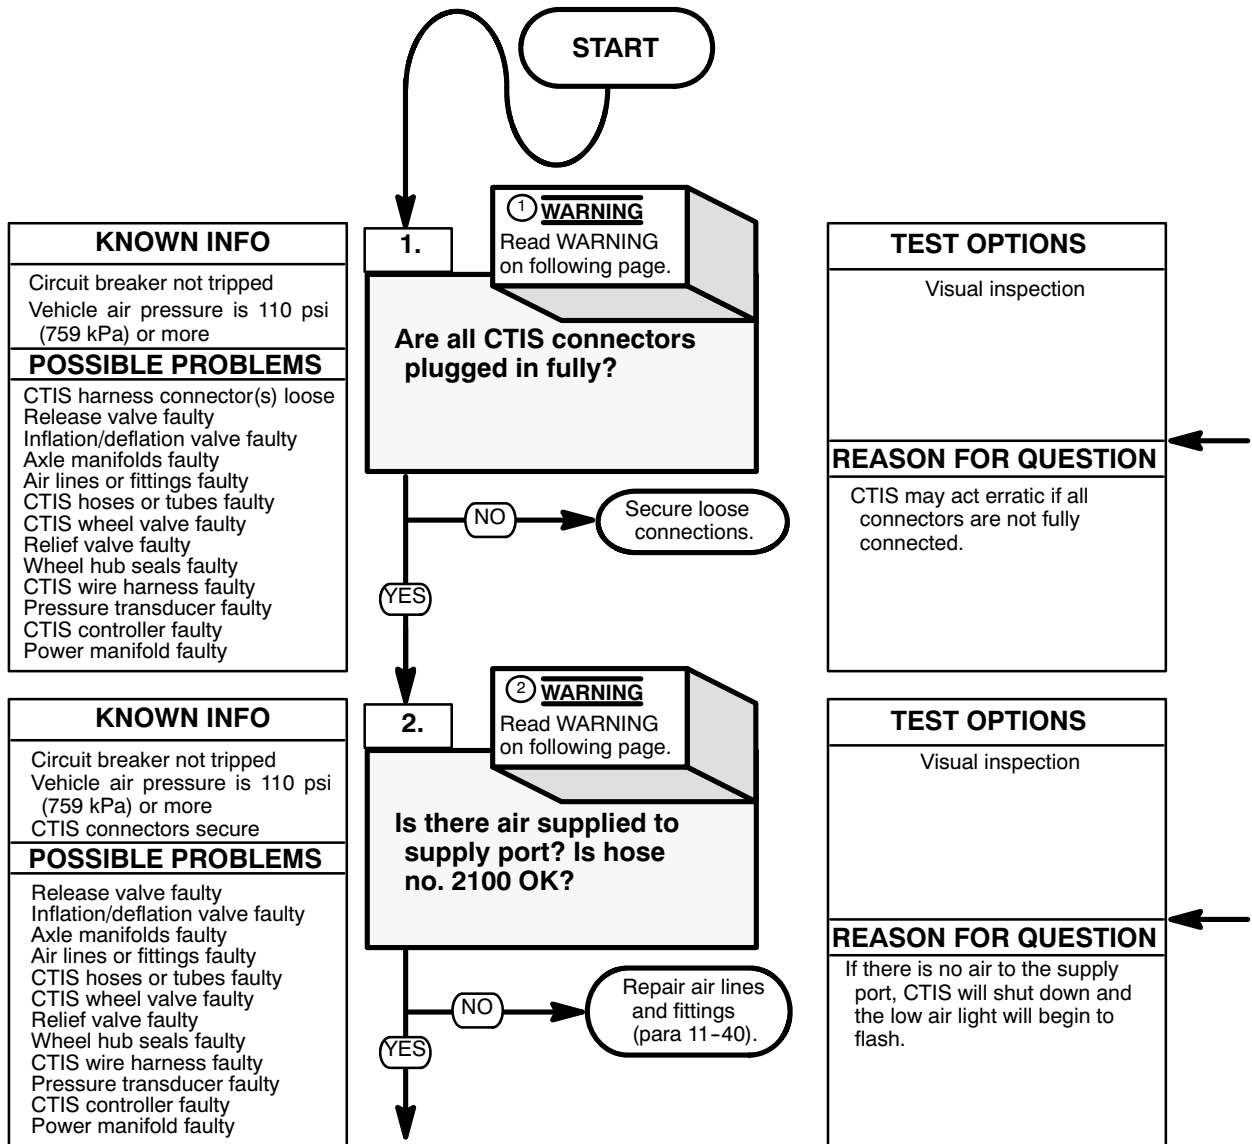 START
KNOWN INFO
Circuit breaker not tripped
Vehicle air pressure is 110 psi
(759 kPa) or more
POSSIBLE PROBLEMS
CTIS harness connector(s) loose
Release valve faulty
Inflation/deflation valve faulty
Axle manifolds faulty
Air lines or fittings faulty
CTIS hoses or tubes faulty
CTIS wheel valve faulty
Relief valve faulty
Wheel hub seals faulty
CTIS wire harness faulty
Pressure transducer faulty
CTIS controller faulty
Power manifold faulty
1.
1 WARNING
Read WARNING
on following page.
Are all CTIS connectors
plugged in fully?
NO
Secure loose
connections.
YES
TEST OPTIONS
Visual inspection
REASON FOR QUESTION
CTIS may act erratic if all
connectors are not fully
connected.
KNOWN INFO
Circuit breaker not tripped
Vehicle air pressure is 110 psi
(759 kPa) or more
CTIS connectors secure
POSSIBLE PROBLEMS
Release valve faulty
Inflation/deflation valve faulty
Axle manifolds faulty
Air lines or fittings faulty
CTIS hoses or tubes faulty
CTIS wheel valve faulty
Relief valve faulty
Wheel hub seals faulty
CTIS wire harness faulty
Pressure transducer faulty
CTIS controller faulty
Power manifold faulty
2.
2 WARNING
Read WARNING
on following page.
Is there air supplied to
supply port? Is hose
no. 2100 OK?
NO
Repair air lines
and fittings
(para 11-40).
YES
TEST OPTIONS
Visual inspection
REASON FOR QUESTION
If there is no air to the supply
port, CTIS will shut down and
the low air light will begin to
flash.